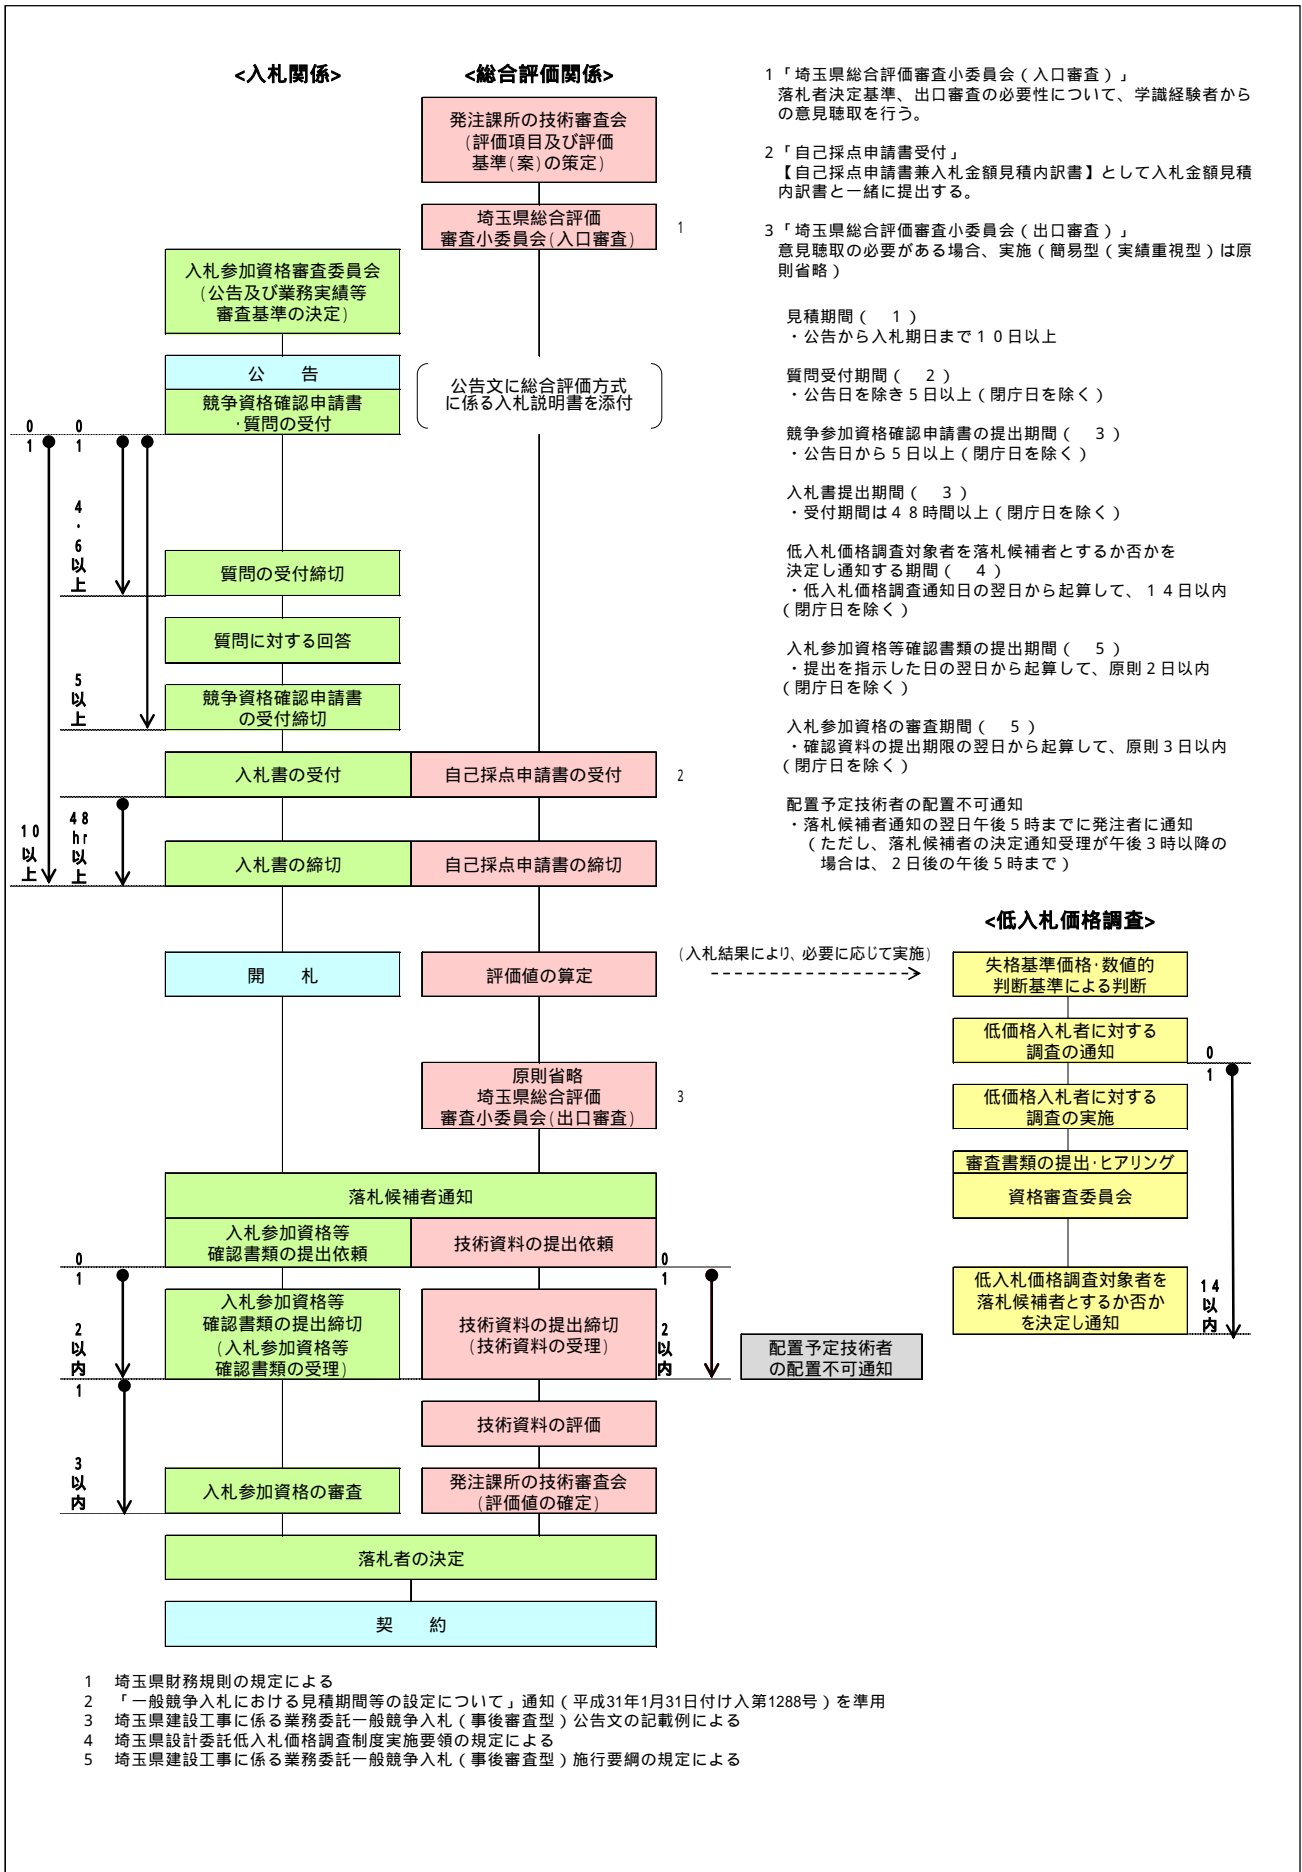 <入札関係>
<総合評価関係>
発注課所の技術審査会
(評価項目及び評価
基準(案)の策定)
埼玉県総合評価
審査小委員会(入口審査)
1
入札参加資格審査委員会
(公告及び業務実績等
審査基準の決定)
公　告
競争資格確認申請書
・質問の受付
公告文に総合評価方式
に係る入札説明書を添付
0
1
0
1
4
・
6
以
上
質問の受付締切
質問に対する回答
5
以
上
競争資格確認申請書
の受付締切
入札書の受付
自己採点申請書の受付
2
10
以
上
48
hr
以
上
入札書の締切
自己採点申請書の締切
開　札
評価値の算定
(入札結果により、必要に応じて実施)
原則省略
埼玉県総合評価
審査小委員会(出口審査)
3
落札候補者通知
入札参加資格等
確認書類の提出依頼
技術資料の提出依頼
0
1
0
1
2
以
内
入札参加資格等
確認書類の提出締切
(入札参加資格等
確認書類の受理)
技術資料の提出締切
(技術資料の受理)
2
以
内
配置予定技術者
の配置不可通知
1
3
以
内
技術資料の評価
入札参加資格の審査
発注課所の技術審査会
(評価値の確定)
落札者の決定
契　約
1「埼玉県総合評価審査小委員会（入口審査）」
落札者決定基準、出口審査の必要性について、学識経験者から
の意見聴取を行う。
2「自己採点申請書受付」
【自己採点申請書兼入札金額見積内訳書】として入札金額見積
内訳書と一緒に提出する。
3「埼玉県総合評価審査小委員会（出口審査）」
意見聴取の必要がある場合、実施（簡易型（実績重視型）は原
則省略）
見積期間（　1）
・公告から入札期日まで10日以上
質問受付期間（　2）
・公告日を除き5日以上（閉庁日を除く）
競争参加資格確認申請書の提出期間（　3）
・公告日から5日以上（閉庁日を除く）
入札書提出期間（　3）
・受付期間は48時間以上（閉庁日を除く）
低入札価格調査対象者を落札候補者とするか否かを
決定し通知する期間（　4）
・低入札価格調査通知日の翌日から起算して、14日以内
（閉庁日を除く）
入札参加資格等確認書類の提出期間（　5）
・提出を指示した日の翌日から起算して、原則2日以内
（閉庁日を除く）
入札参加資格の審査期間（　5）
・確認資料の提出期限の翌日から起算して、原則3日以内
（閉庁日を除く）
配置予定技術者の配置不可通知
・落札候補者通知の翌日午後5時までに発注者に通知
（ただし、落札候補者の決定通知受理が午後3時以降の
場合は、2日後の午後5時まで）
<低入札価格調査>
失格基準価格・数値的
判断基準による判断
低価格入札者に対する
調査の通知
0
1
低価格入札者に対する
調査の実施
審査書類の提出・ヒアリング
資格審査委員会
低入札価格調査対象者を
落札候補者とするか否か
を決定し通知
14
以
内
1　埼玉県財務規則の規定による
2　「一般競争入札における見積期間等の設定について」通知（平成31年1月31日付け入第1288号）を準用
3　埼玉県建設工事に係る業務委託一般競争入札（事後審査型）公告文の記載例による
4　埼玉県設計委託低入札価格調査制度実施要領の規定による
5　埼玉県建設工事に係る業務委託一般競争入札（事後審査型）施行要綱の規定による